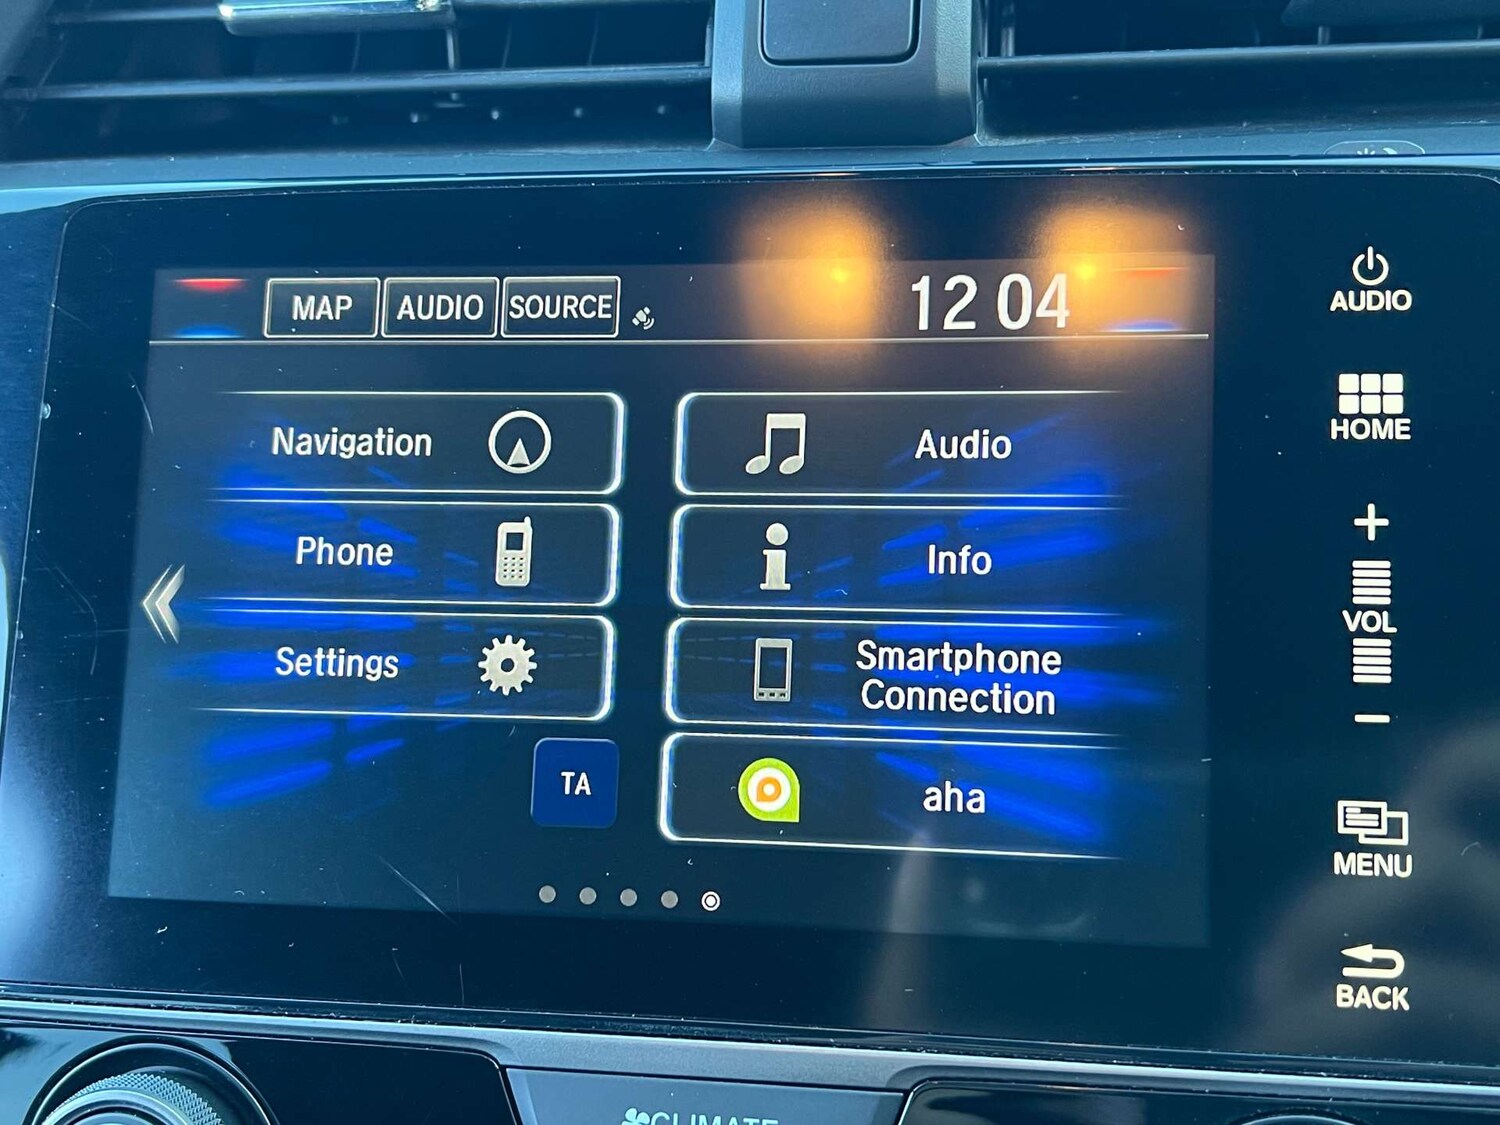 MAP AUDIO SOURCE 12 04
Navigation
Audio
Phone
Info
Settings
Smartphone
Connection
TA
aha
AUDIO
HOME
+
VOL
–
MENU
BACK
CLIMATE